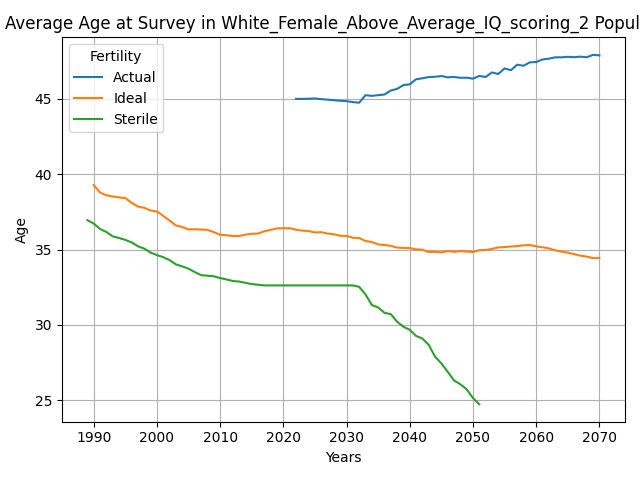 Average Age at Survey in White_Female_Above_Average_IQ_scoring_2 Popul
Fertility
Actual
Ideal
Sterile
45
40
35
30
25
Age
1990 2000 2010 2020 2030 2040 2050 2060 2070
Years